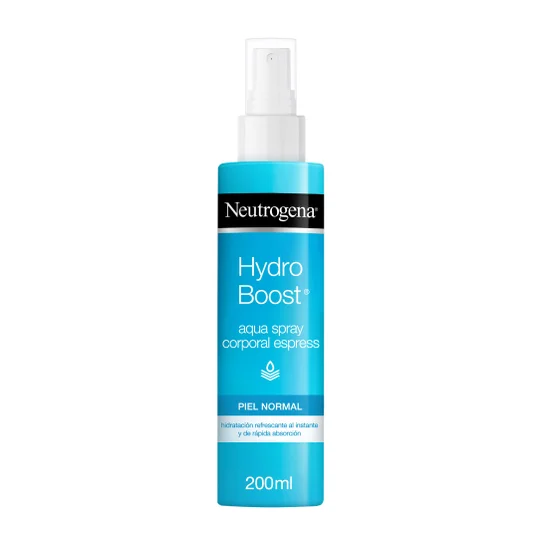 Neutrogena®
Hydro
Boost®
aqua spray
corporal espress
PIEL NORMAL
hidratación refrescante al instante
y de rápida absorción
200ml